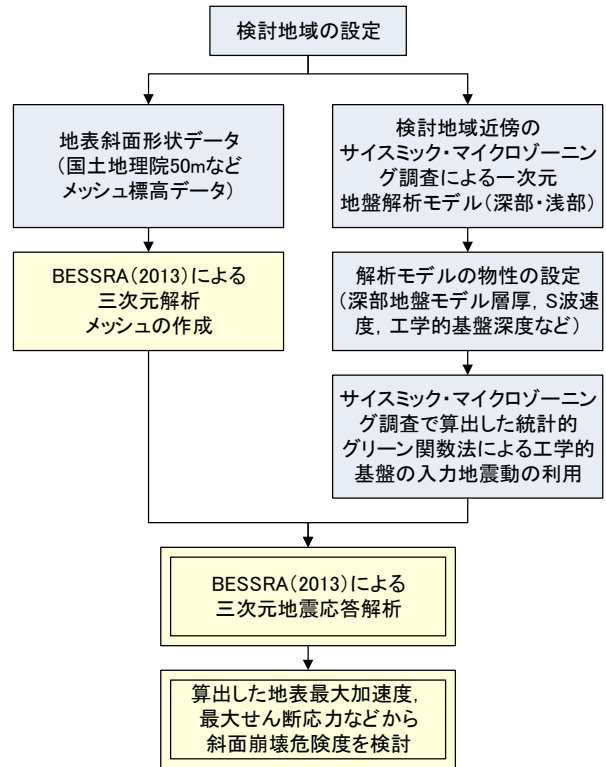 検討地域の設定
地表斜面形状データ
(国土地理院50mなど
メッシュ標高データ)
BESSRA(2013)による
三次元解析
メッシュの作成
検討地域近傍の
サイスミック・マイクロゾーニン
グ調査による一次元
地盤解析モデル(深部・浅部)
解析モデルの物性の設定
(深部地盤モデル層厚, S波速
度, 工学的基盤深度など)
サイスミック・マイクロゾーニン
グ調査で算出した統計的
グリーン関数法による工学的
基盤の入力地震動の利用
BESSRA(2013)による
三次元地震応答解析
算出した地表最大加速度,
最大せん断応力などから
斜面崩壊危険度を検討